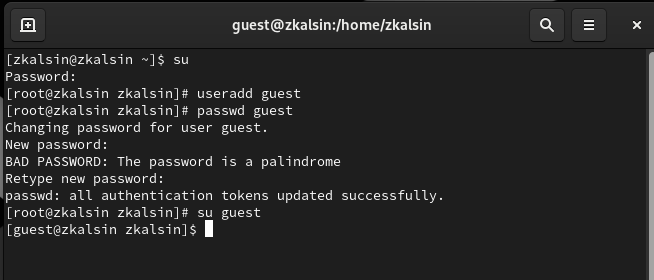 guest@zkalsin:/home/zkalsin
[zkalsin@zkalsin ~]$ su
Password:
[root@zkalsin zkalsin]# useradd guest
[root@zkalsin zkalsin]# passwd guest
Changing password for user guest.
New password:
BAD PASSWORD: The password is a palindrome
Retype new password:
passwd: all authentication tokens updated successfully.
[root@zkalsin zkalsin]# su guest
[guest@zkalsin zkalsin]$